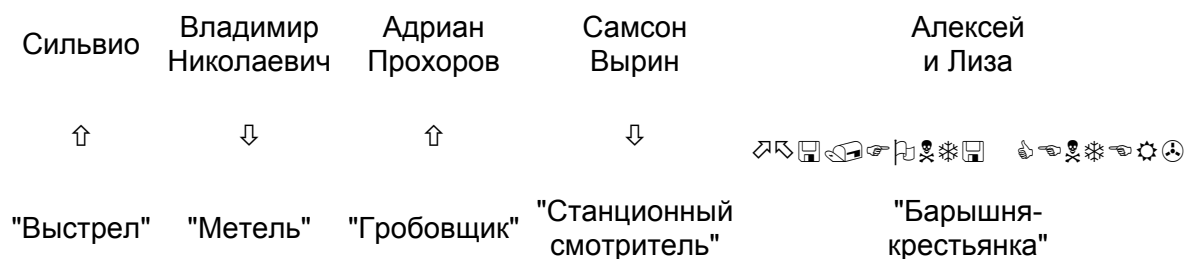 Сильвио Владимир Николаевич Адриан Прохоров Самсон Вырин Алексей и Лиза
⇧ ⇩ ⇧ ⇩
"Выстрел" "Метель" "Гробовщик" "Станционный смотритель" "Барышня-крестьянка"